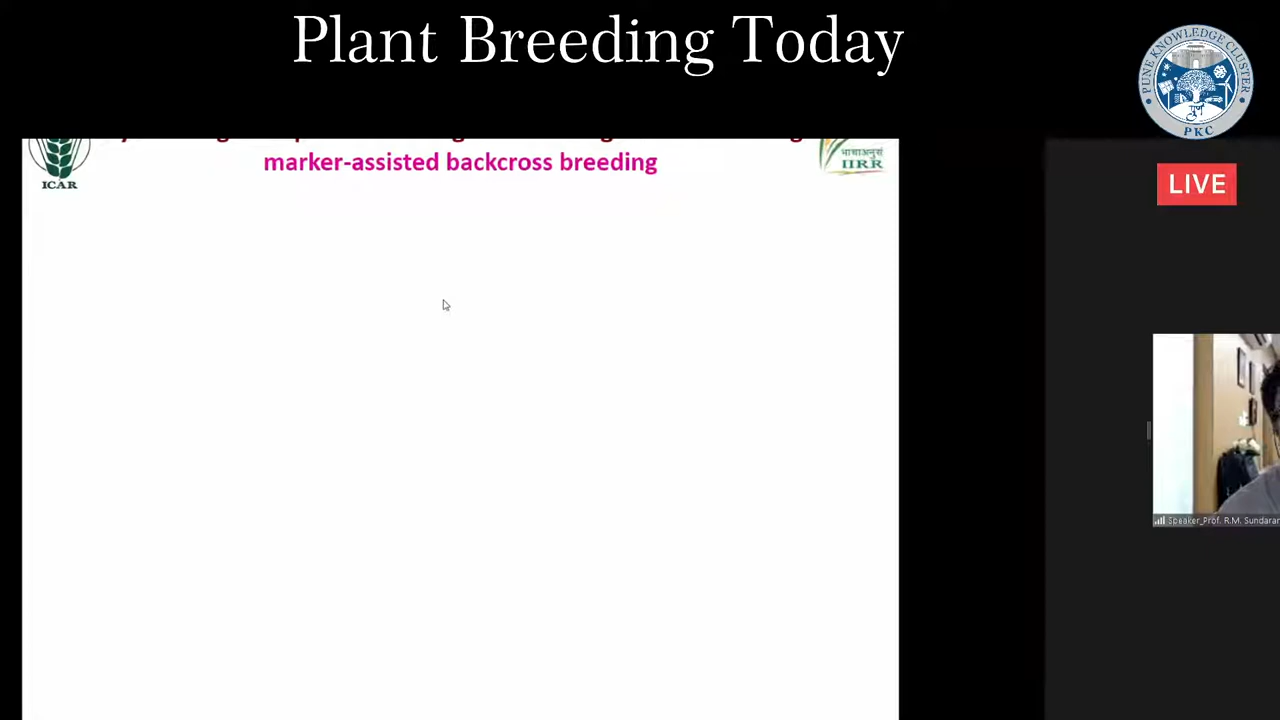 Plant Breeding Today
PUNE KNOWLEDGE CLUSTER
पुणे
PKC
LIVE
marker-assisted backcross breeding
ICAR
IIRR
Speaker_Prof. R.M. Sundaram